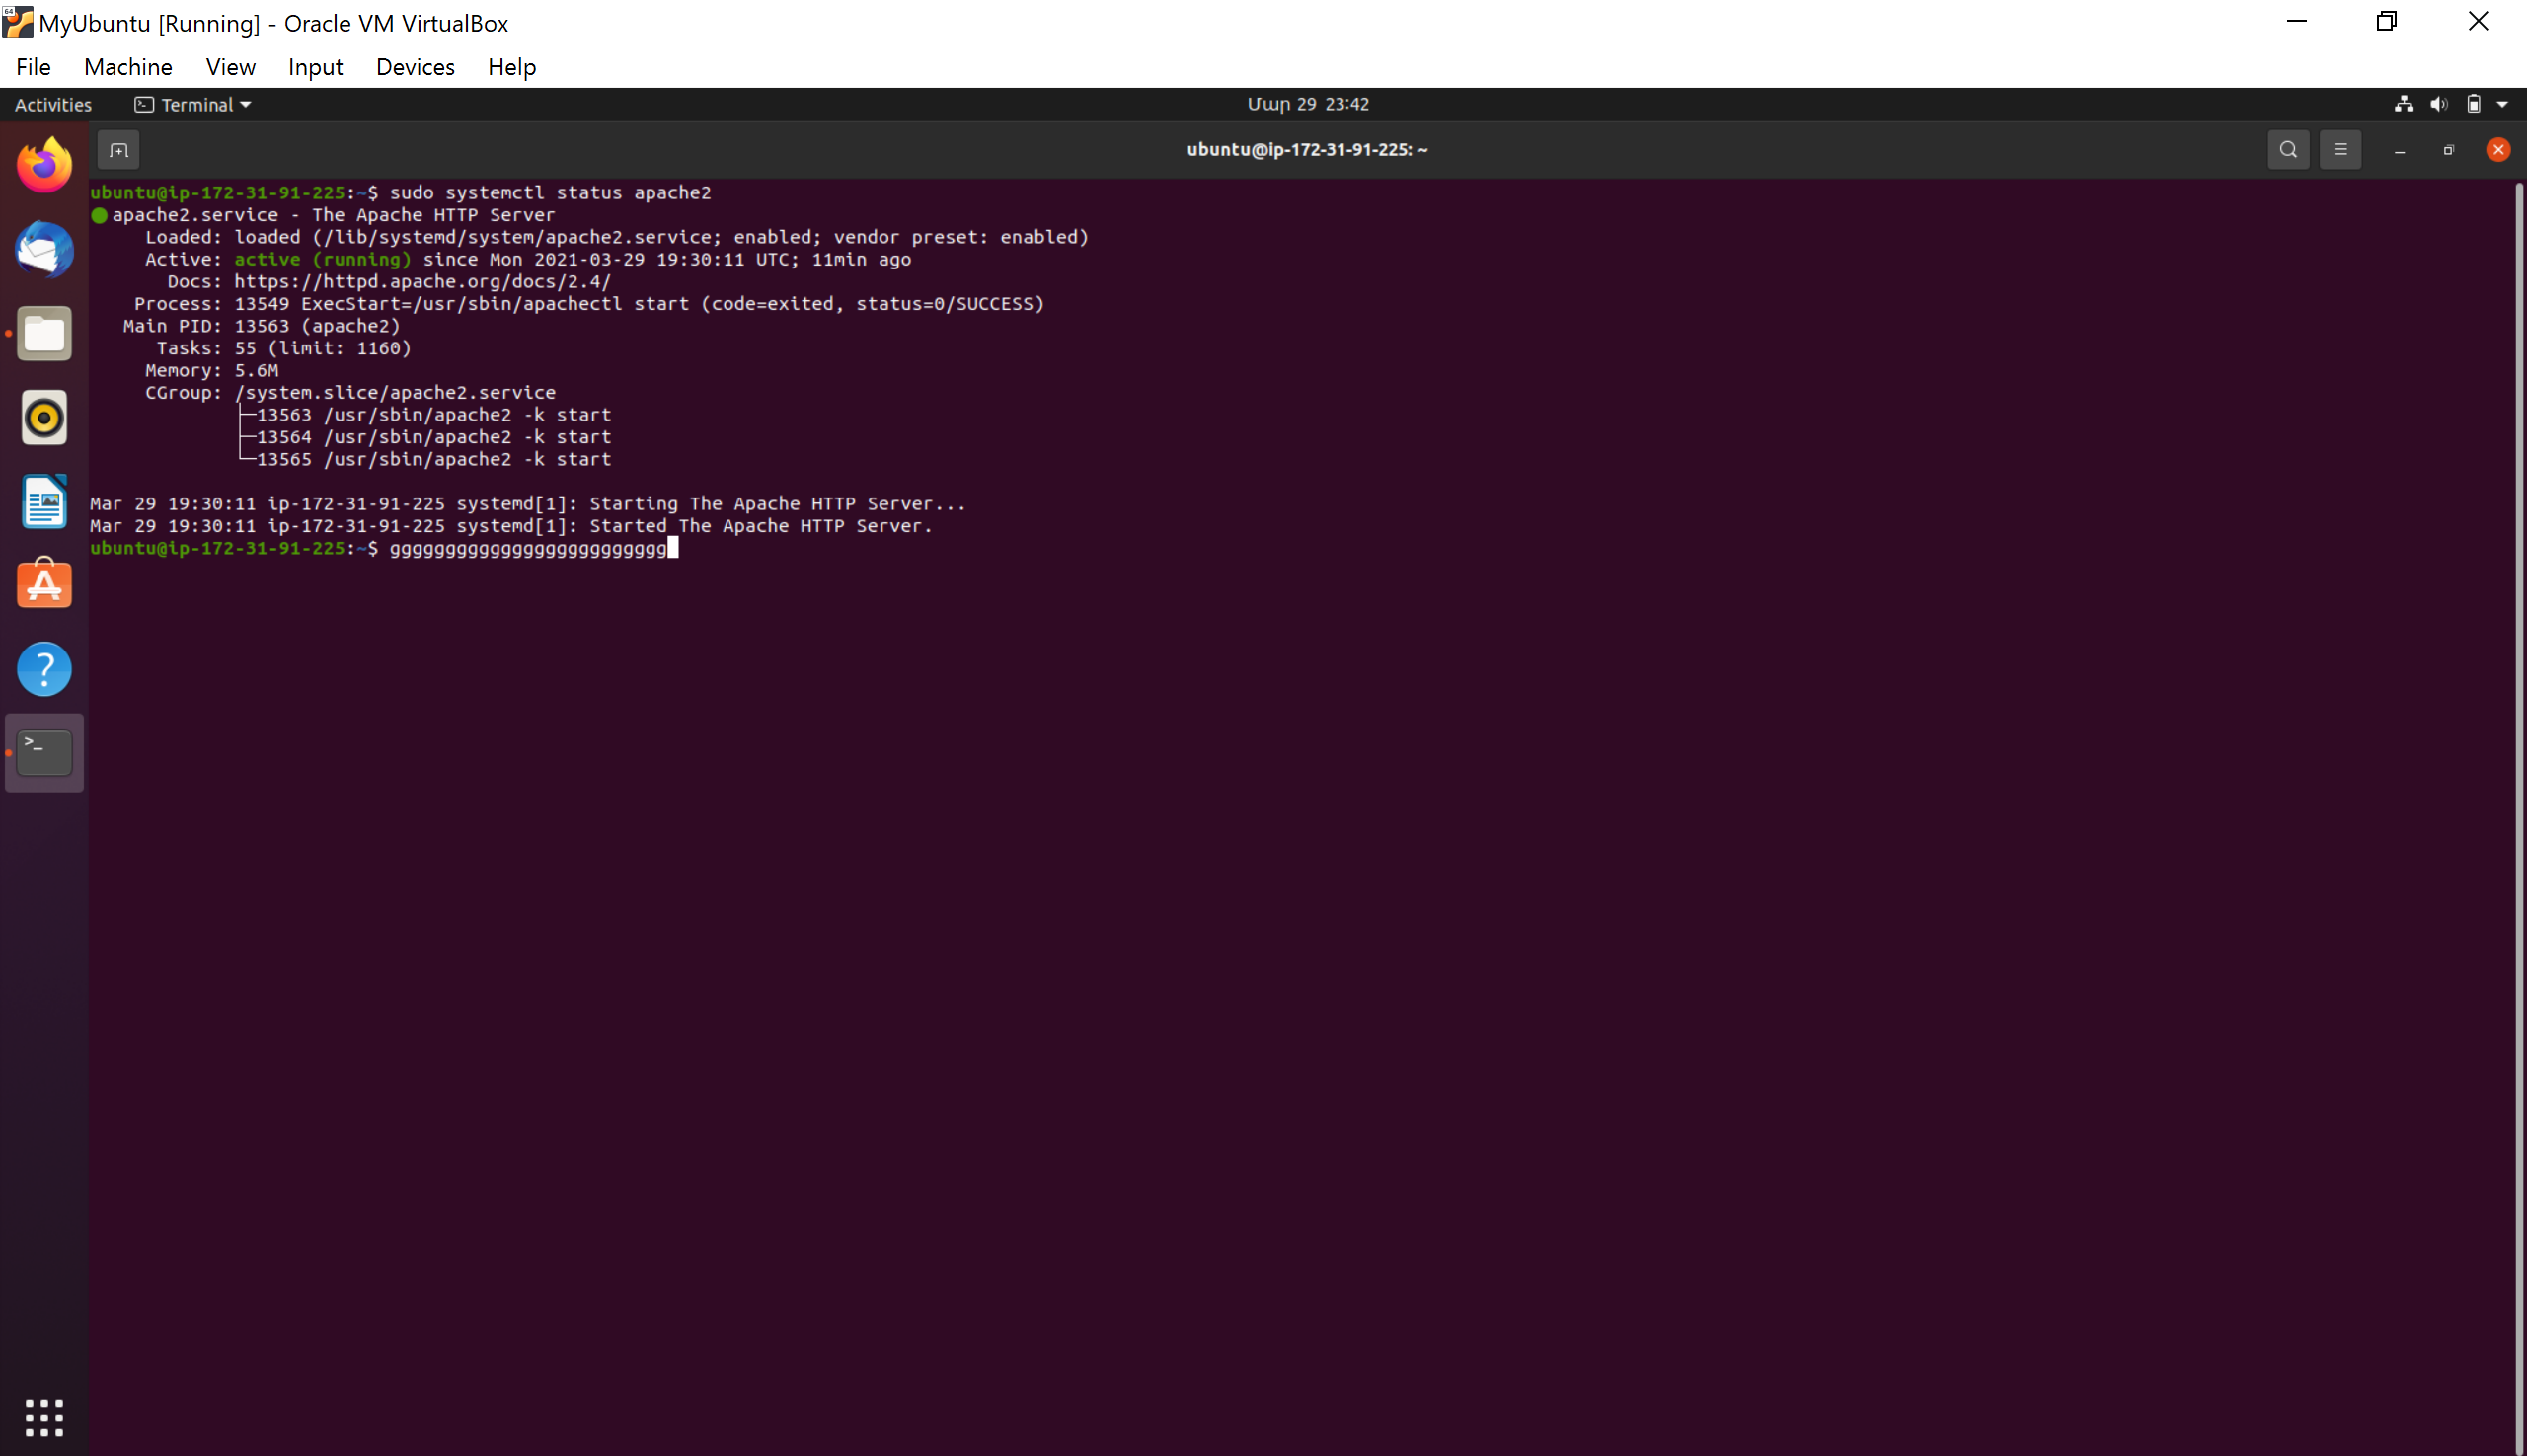 64
MyUbuntu [Running] - Oracle VM VirtualBox
File Machine View Input Devices Help
Activities Terminal Մար 29 23:42
ubuntu@ip-172-31-91-225: ~
ubuntu@ip-172-31-91-225:~$ sudo systemctl status apache2
apache2.service - The Apache HTTP Server
Loaded: loaded (/lib/systemd/system/apache2.service; enabled; vendor preset: enabled)
Active: active (running) since Mon 2021-03-29 19:30:11 UTC; 11min ago
Docs: https://httpd.apache.org/docs/2.4/
Process: 13549 ExecStart=/usr/sbin/apachectl start (code=exited, status=0/SUCCESS)
Main PID: 13563 (apache2)
Tasks: 55 (limit: 1160)
Memory: 5.6M
CGroup: /system.slice/apache2.service
├─13563 /usr/sbin/apache2 -k start
├─13564 /usr/sbin/apache2 -k start
└─13565 /usr/sbin/apache2 -k start
Mar 29 19:30:11 ip-172-31-91-225 systemd[1]: Starting The Apache HTTP Server...
Mar 29 19:30:11 ip-172-31-91-225 systemd[1]: Started The Apache HTTP Server.
ubuntu@ip-172-31-91-225:~$ ggggggggggggggggggggggggg